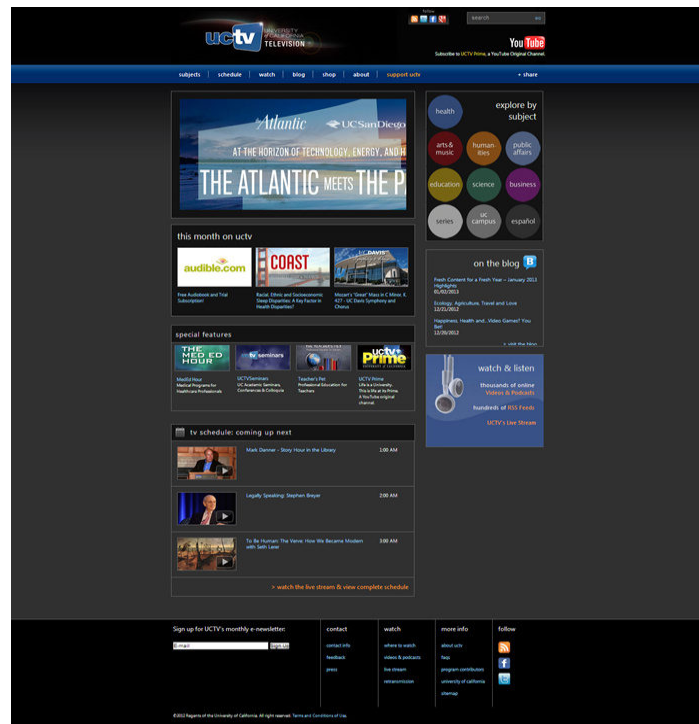 follow
search
uctv UNIVERSITY
of CALIFORNIA
TELEVISION
YouTube
Subscribe to UCTV Prime, a YouTube Original Channel.
subjects schedule watch blog shop about support uctv + share
by The Atlantic UC San Diego
AT THE HORIZON OF TECHNOLOGY, ENERGY, AND H
THE ATLANTIC MEETS THE P
explore by
subject
health
arts &
music
human-
ities
public
affairs
education
science
business
series
uc
campus
español
this month on uctv
audible.com
COAST
UC DAVIS
Free Audiobook and Trial
Subscription!
Racial, Ethnic and Socioeconomic
Sleep Disparities: A Key Factor in
Health Disparities?
Mozart's "Great" Mass in C Minor, K.
427 - UC Davis Symphony and
Chorus
on the blog
Fresh Content for a Fresh Year – January 2013
Highlights
01/02/2013
Ecology, Agriculture, Travel and Love
12/21/2012
Happiness, Health and...Video Games? You
Bet!
12/20/2012
> visit the blog
special features
THE
MED ED
HOUR
tv seminars
uctv
Prime
MedEd Hour
Medical Programs for
Healthcare Professionals
UCTVSeminars
UC Academic Seminars,
Conferences & Colloquia
Teacher's Pet
Professional Education for
Teachers
UCTV Prime
Life is a University.
This is life at its Prime.
A YouTube original
channel
watch & listen
thousands of online
Videos & Podcasts
hundreds of RSS Feeds
UCTV's Live Stream
tv schedule: coming up next
Mark Danner - Story Hour in the Library 1:00 AM
Legally Speaking: Stephen Breyer 2:00 AM
To Be Human: The Verve: How We Became Modern
with Seth Lerer 3:00 AM
> watch the live stream & view complete schedule
Sign up for UCTV's monthly e-newsletter:
E-mail Sign Up
contact
contact info
feedback
press
watch
where to watch
videos & podcasts
live stream
retransmission
more info
about uctv
faqs
program contributors
university of california
sitemap
follow
©2012 Regents of the University of California. All right reserved. Terms and Conditions of Use.